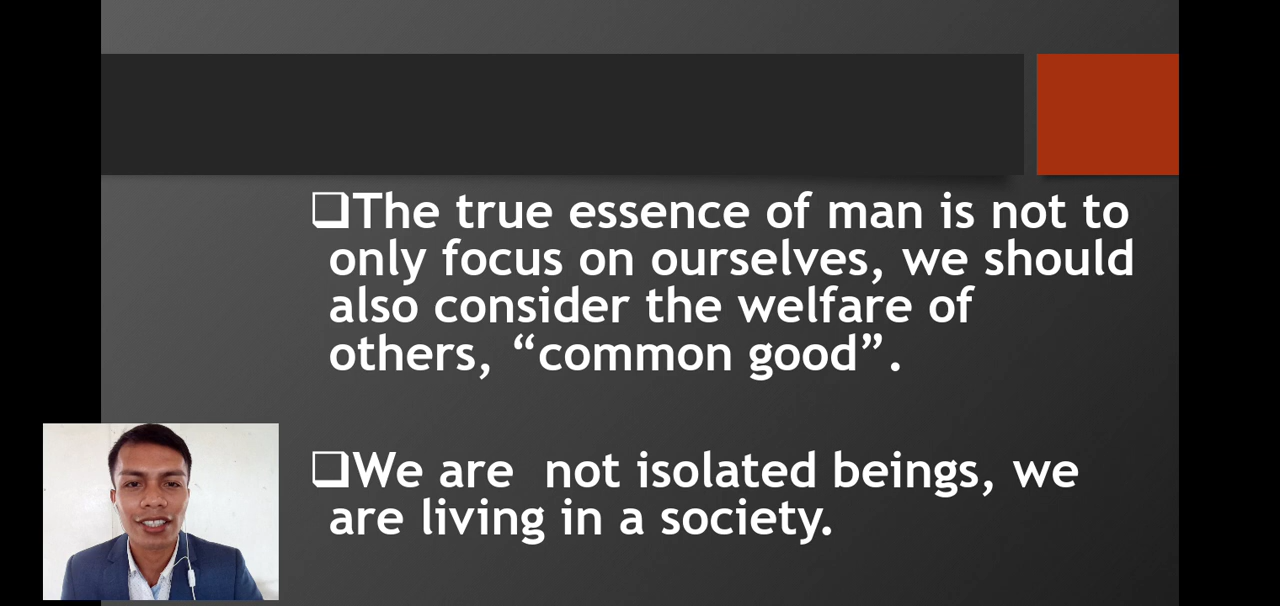 ❑The true essence of man is not to
only focus on ourselves, we should
also consider the welfare of
others, “common good”.
❑We are  not isolated beings, we
are living in a society.